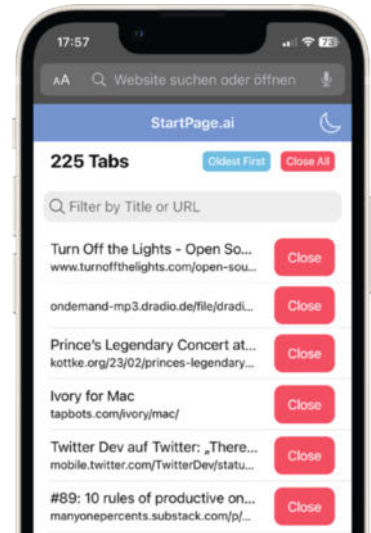 17:57
73
AA Website suchen oder öffnen
StartPage.ai
225 Tabs Oldest First Close All
Filter by Title or URL
Turn Off the Lights - Open So...
www.turnoffthelights.com/open-sou...
Close
ondemand-mp3.dradio.de/file/dradi...
Close
Prince's Legendary Concert at...
kottke.org/23/02/princes-legendary...
Close
Ivory for Mac
tapbots.com/ivory/mac/
Close
Twitter Dev auf Twitter: „There...
mobile.twitter.com/TwitterDev/statu...
Close
#89: 10 rules of productive on...
manyonepercents.substack.com/p/...
Close